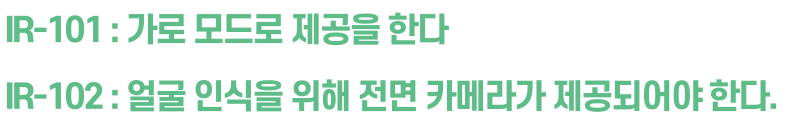 IR-101 : 가로 모드로 제공을 한다
IR-102 : 얼굴 인식을 위해 전면 카메라가 제공되어야 한다.